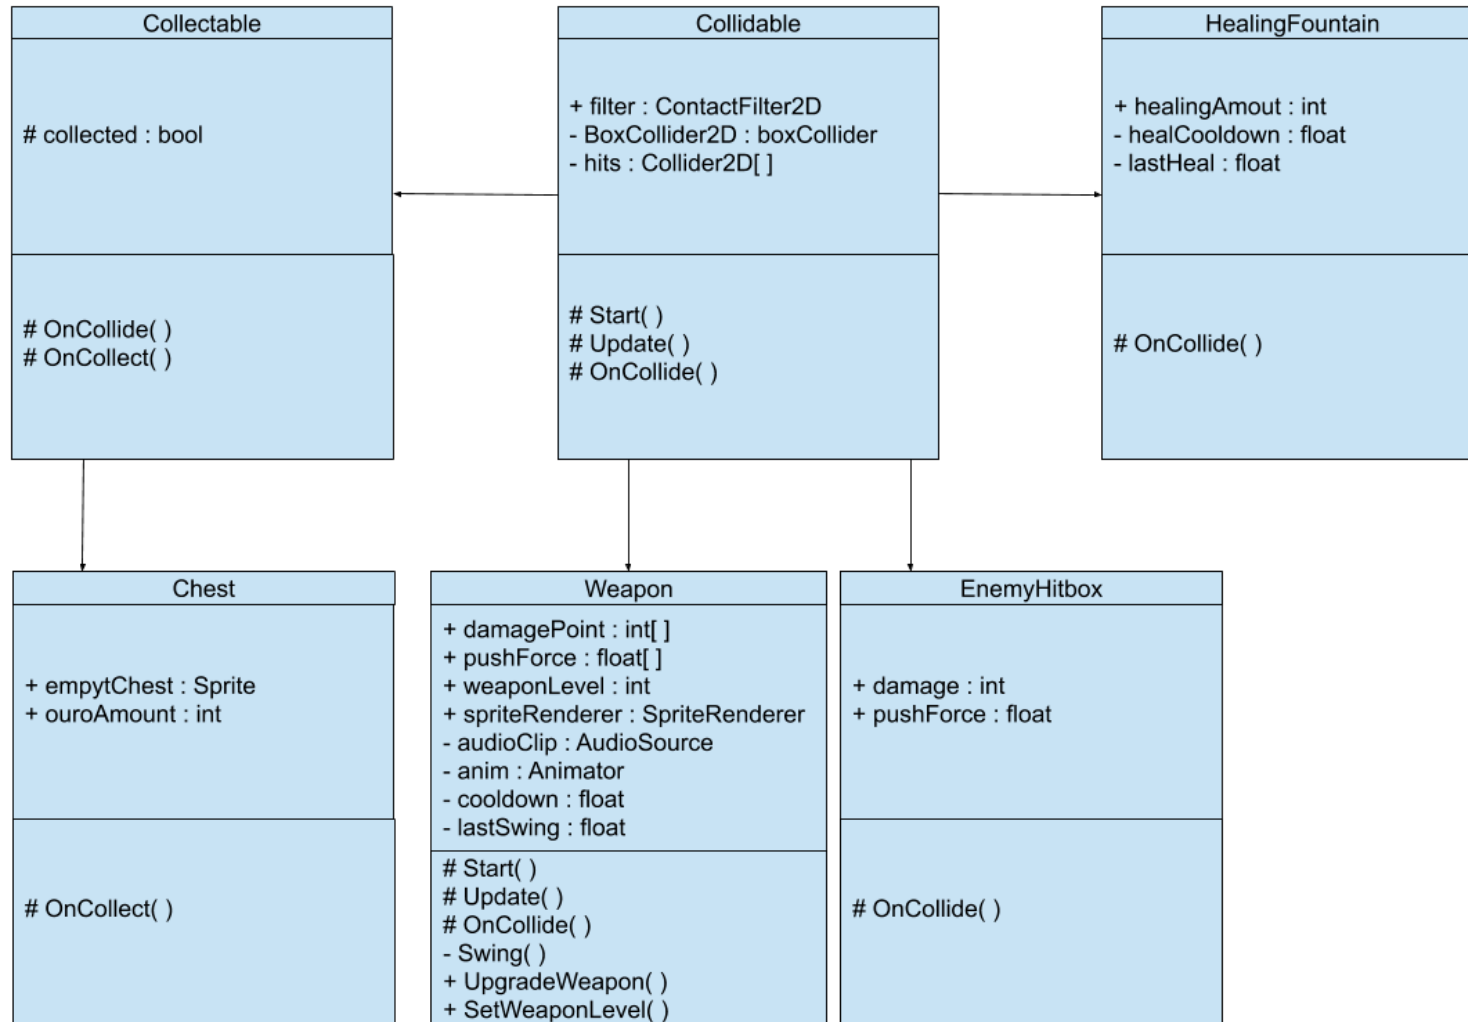 Collectable
# collected : bool
# OnCollide( )
# OnCollect( )
Collidable
+ filter : ContactFilter2D
- BoxCollider2D : boxCollider
- hits : Collider2D[ ]
# Start( )
# Update( )
# OnCollide( )
HealingFountain
+ healingAmout : int
- healCooldown : float
- lastHeal : float
# OnCollide( )
Chest
+ empytChest : Sprite
+ ouroAmount : int
# OnCollect( )
Weapon
+ damagePoint : int[ ]
+ pushForce : float[ ]
+ weaponLevel : int
+ spriteRenderer : SpriteRenderer
- audioClip : AudioSource
- anim : Animator
- cooldown : float
- lastSwing : float
# Start( )
# Update( )
# OnCollide( )
- Swing( )
+ UpgradeWeapon( )
+ SetWeaponLevel( )
EnemyHitbox
+ damage : int
+ pushForce : float
# OnCollide( )